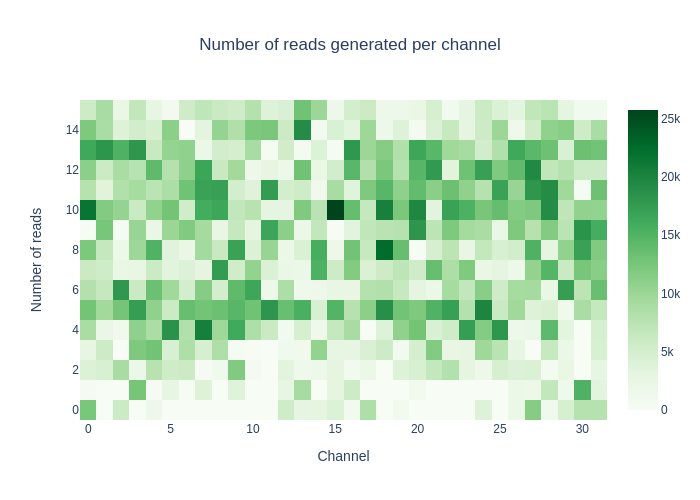 Number of reads generated per channel
Number of reads
14
12
10
8
6
4
2
0
0 5 10 15 20 25 30
Channel
25k
20k
15k
10k
5k
0